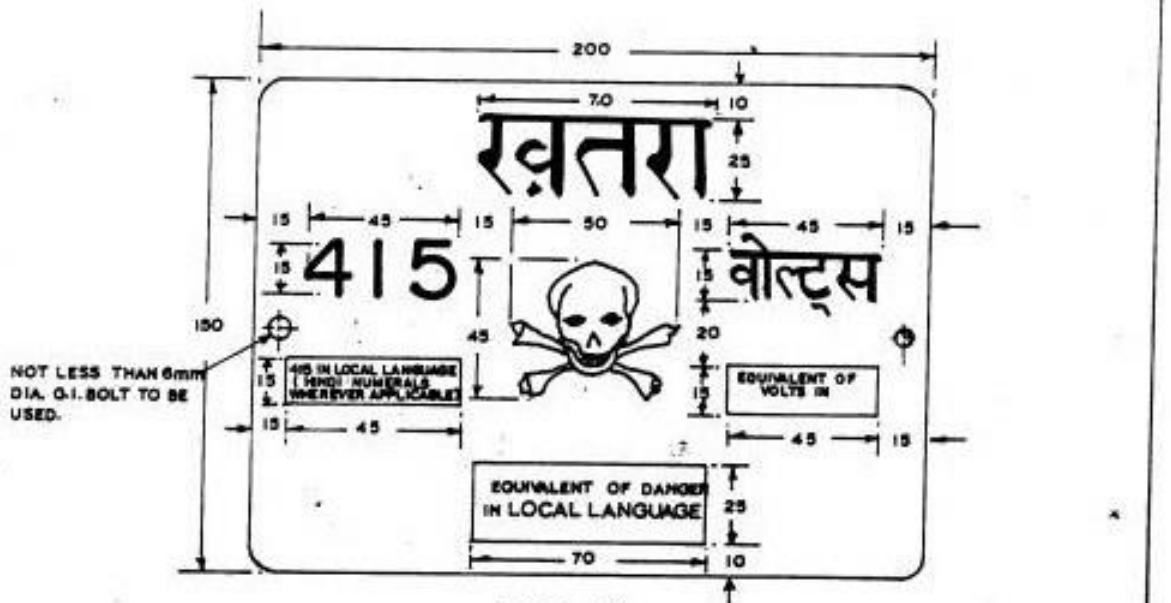 200
70 10
ख़तरा
25
15 45 15 50 15 45 15
15 415 15 वोल्ट्स
150 45 20
NOT LESS THAN 6mm
DIA. G.I. BOLT TO BE
USED.
15 415 IN LOCAL LANGUAGE
( HINDI NUMERALS
WHEREVER APPLICABLE)
15 EQUIVALENT OF
VOLTS IN
15 45 45 15
EQUIVALENT OF DANGER
IN LOCAL LANGUAGE
25
70 10